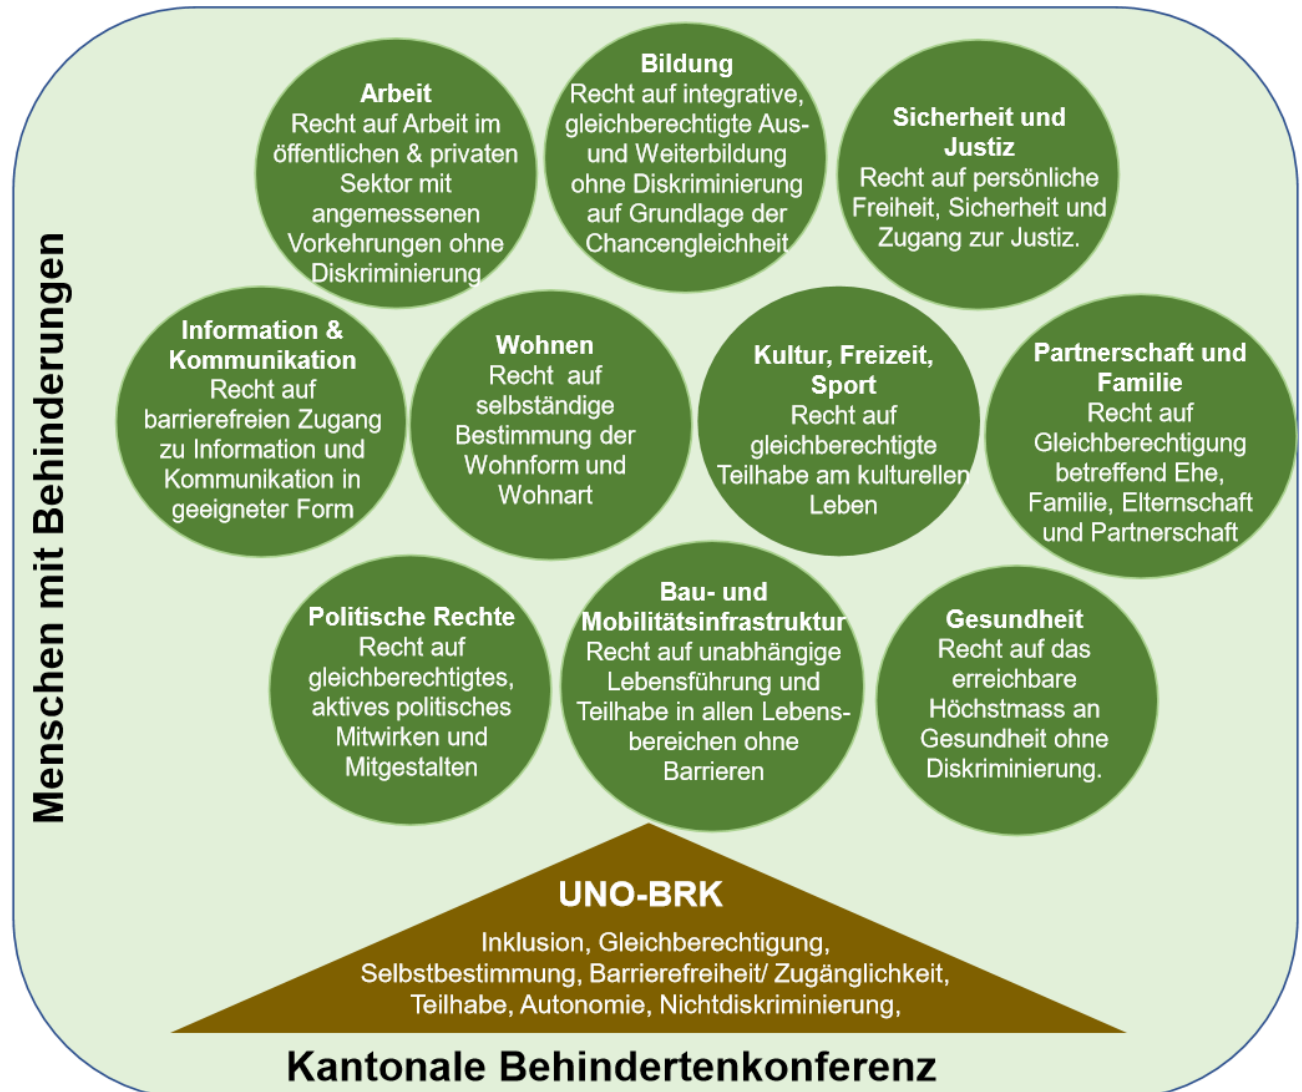 Menschen mit Behinderungen
Arbeit
Recht auf Arbeit im
öffentlichen & privaten
Sektor mit
angemessenen
Vorkehrungen ohne
Diskriminierung
Bildung
Recht auf integrative,
gleichberechtigte Aus-
und Weiterbildung
ohne Diskriminierung
auf Grundlage der
Chancengleichheit
Sicherheit und
Justiz
Recht auf persönliche
Freiheit, Sicherheit und
Zugang zur Justiz.
Information &
Kommunikation
Recht auf
barrierefreien Zugang
zu Information und
Kommunikation in
geeigneter Form
Wohnen
Recht auf
selbständige
Bestimmung der
Wohnform und
Wohnart
Kultur, Freizeit,
Sport
Recht auf
gleichberechtigte
Teilhabe am kulturellen
Leben
Partnerschaft und
Familie
Recht auf
Gleichberechtigung
betreffend Ehe,
Familie, Elternschaft
und Partnerschaft
Politische Rechte
Recht auf
gleichberechtigtes,
aktives politisches
Mitwirken und
Mitgestalten
Bau- und
Mobilitätsinfrastruktur
Recht auf unabhängige
Lebensführung und
Teilhabe in allen Lebens-
bereichen ohne
Barrieren
Gesundheit
Recht auf das
erreichbare
Höchstmass an
Gesundheit ohne
Diskriminierung.
UNO-BRK
Inklusion, Gleichberechtigung,
Selbstbestimmung, Barrierefreiheit/ Zugänglichkeit,
Teilhabe, Autonomie, Nichtdiskriminierung,
Kantonale Behindertenkonferenz